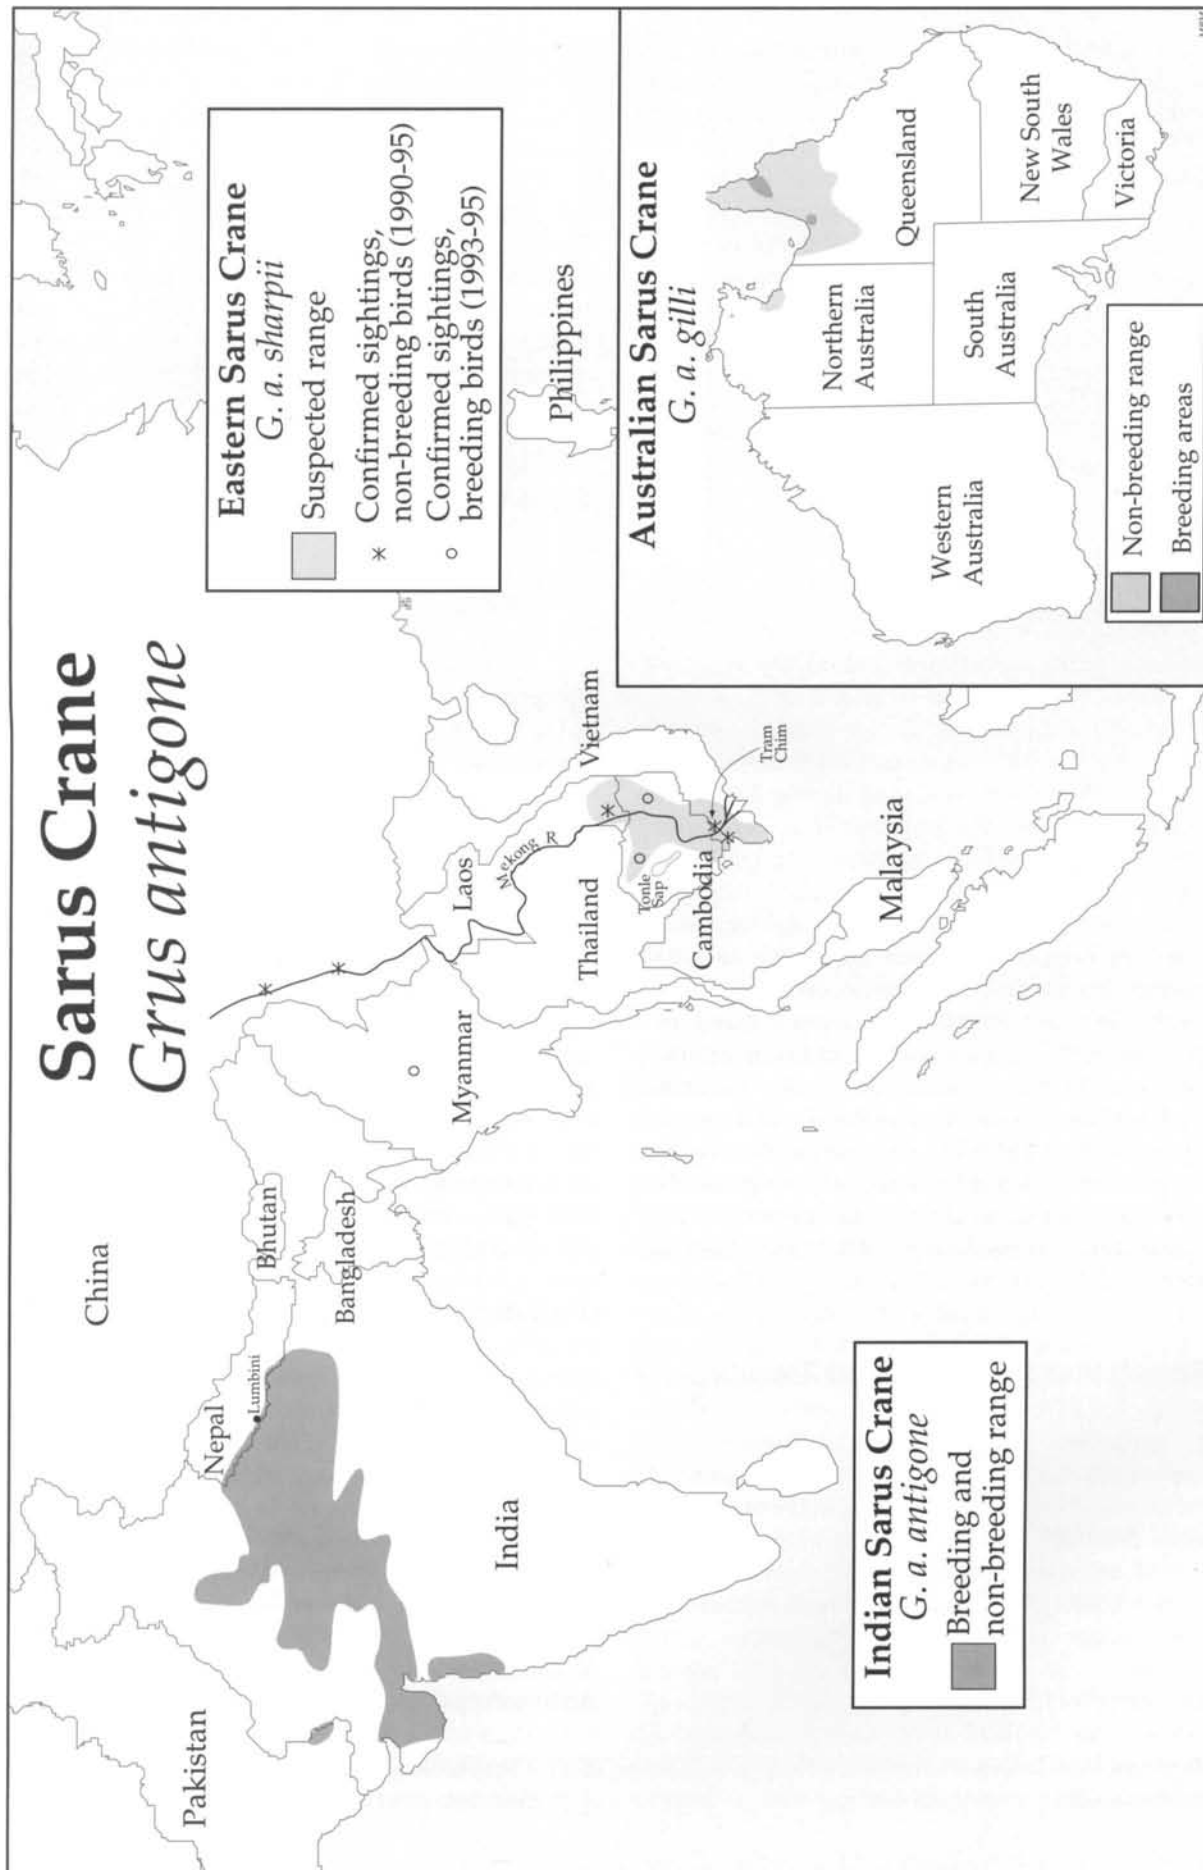 Sarus Crane
Grus antigone
Eastern Sarus Crane
G. a. sharpii
Suspected range
Confirmed sightings,
non-breeding birds (1990-95)
Confirmed sightings,
breeding birds (1993-95)
China
Pakistan
Nepal
Lumbini
Bhutan
Bangladesh
India
Myanmar
Laos
Mekong R
Thailand
Vietnam
Tonle
Sap
Cambodia
Tram
Chim
Malaysia
Philippines
Indian Sarus Crane
G. a. antigone
Breeding and
non-breeding range
Australian Sarus Crane
G. a. gilli
Northern
Australia
Queensland
Western
Australia
South
Australia
New South
Wales
Victoria
Non-breeding range
Breeding areas